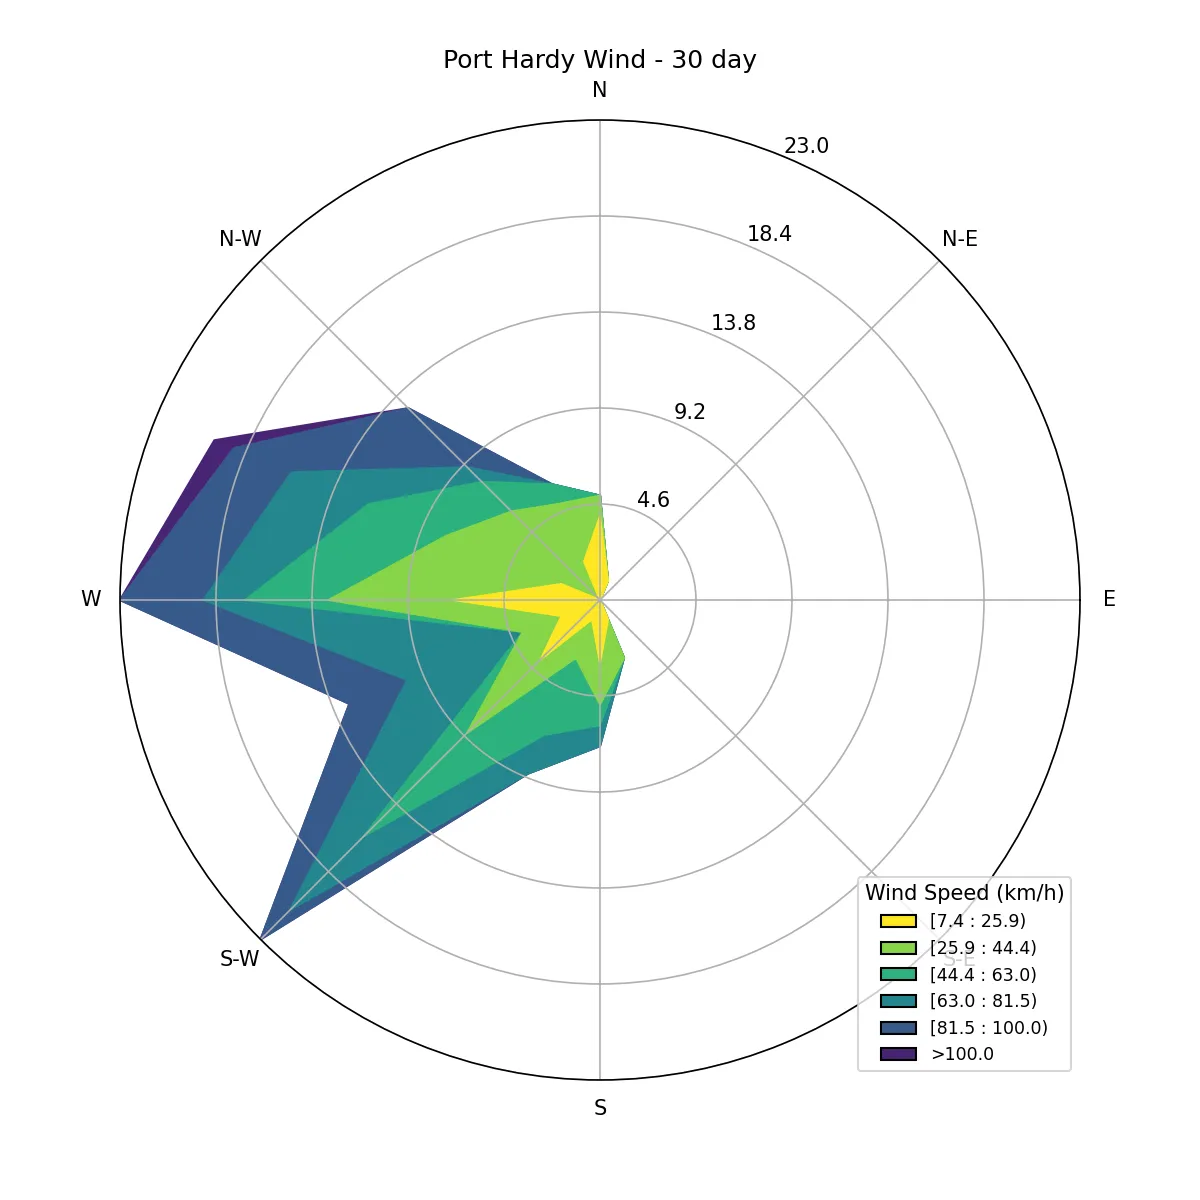 Port Hardy Wind - 30 day
N
23.0
N-W
N-E
18.4
13.8
9.2
4.6
W
E
S-W
S-E
S
Wind Speed (km/h)
[7.4 : 25.9)
[25.9 : 44.4)
[44.4 : 63.0)
[63.0 : 81.5)
[81.5 : 100.0)
>100.0